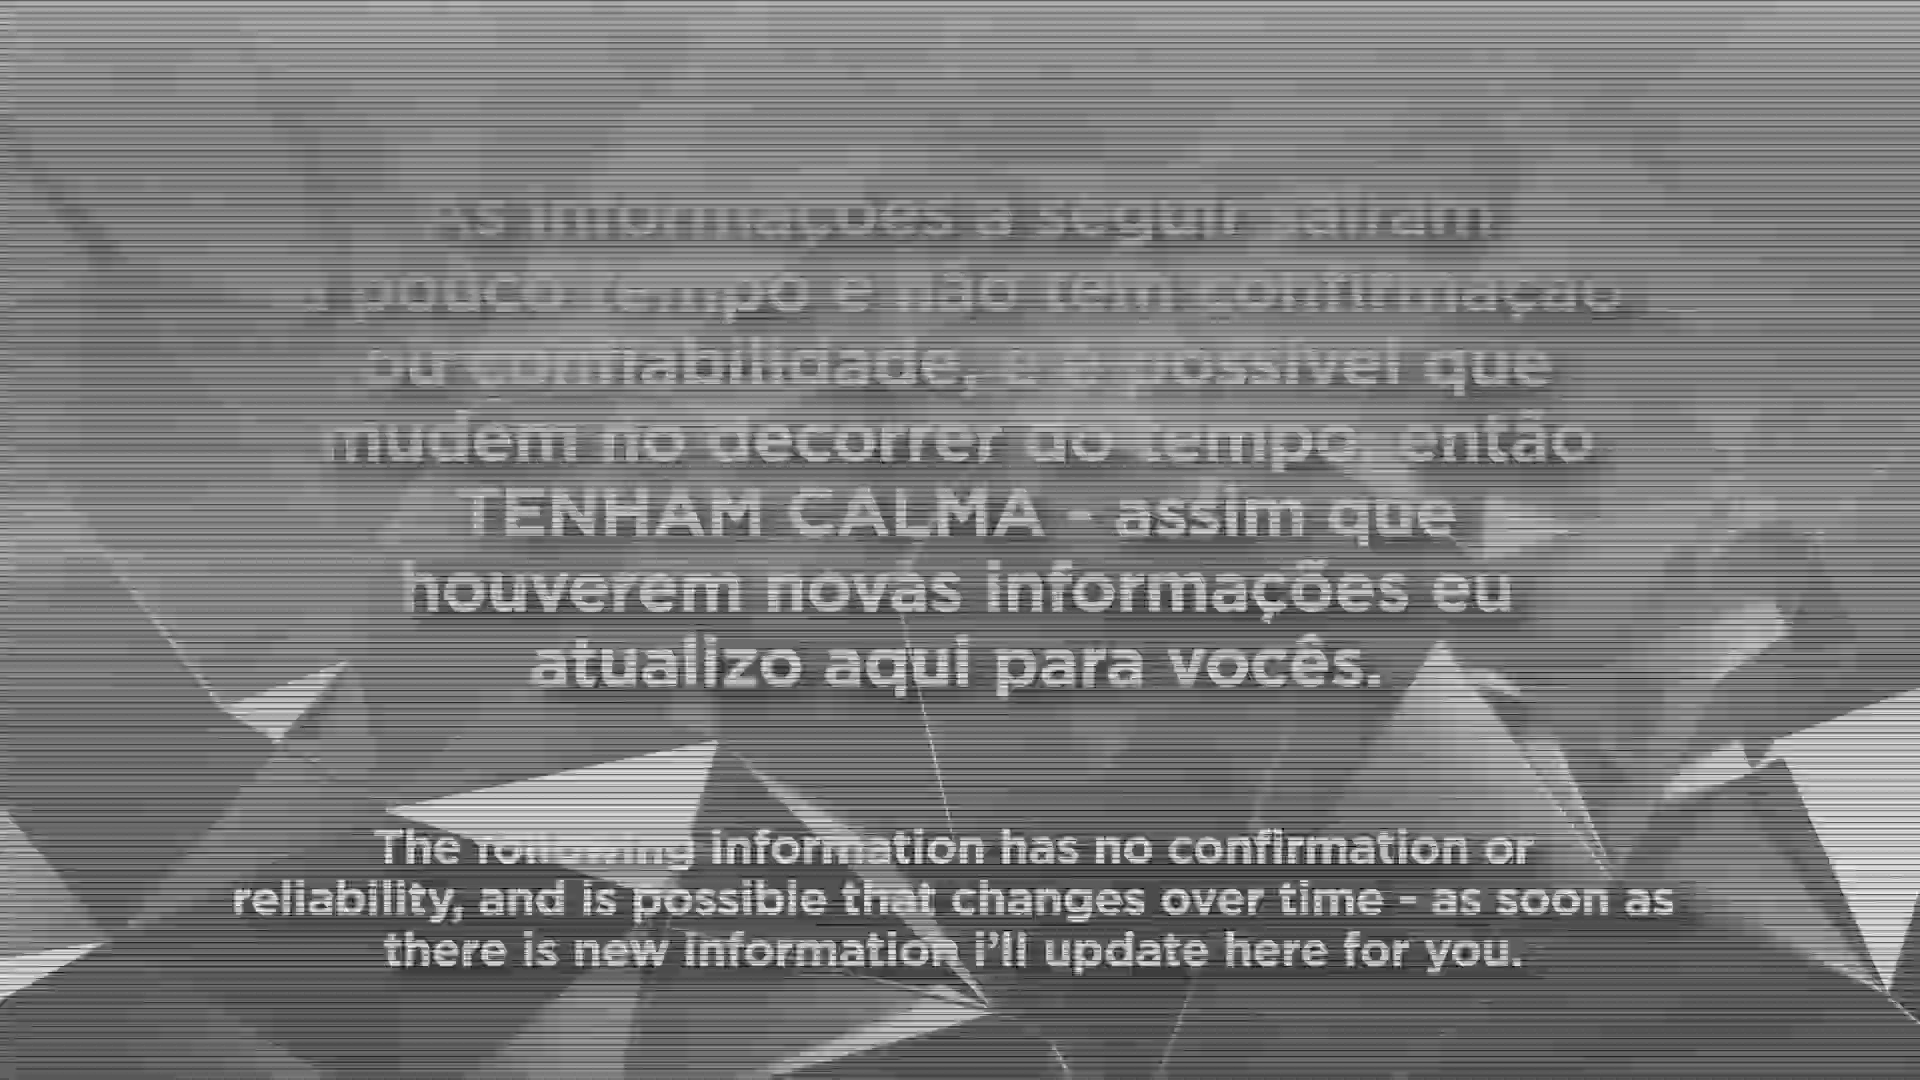 As informações a seguir saíram
a pouco tempo e não tem confirmação
ou confiabilidade, e é possível que
mudem no decorrer do tempo, então
TENHAM CALMA - assim que
houverem novas informações eu
atualizo aqui para vocês.
The following information has no confirmation or
reliability, and is possible that changes over time - as soon as
there is new information i'll update here for you.